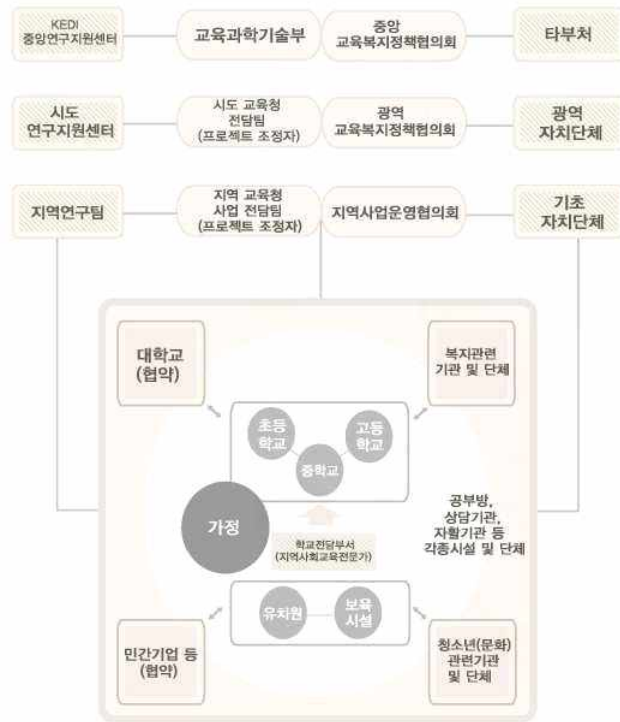 KEDI
중앙연구지원센터
교육과학기술부
중앙
교육복지정책협의회
타부처
시도
연구지원센터
시도 교육청
전담팀
(프로젝트 조정자)
광역
교육복지정책협의회
광역
자치단체
지역연구팀
지역 교육청
사업 전담팀
(프로젝트 조정자)
지역사업운영협의회
기초
자치단체
대학교
(협약)
복지관련
기관 및 단체
초등
학교
고등
학교
중학교
가정
공부방,
상담기관,
자활기관 등
각종시설 및 단체
학교전담부서
(지역사회교육전문가)
유치원
보육
시설
민간기업 등
(협약)
청소년(문화)
관련기관
및 단체